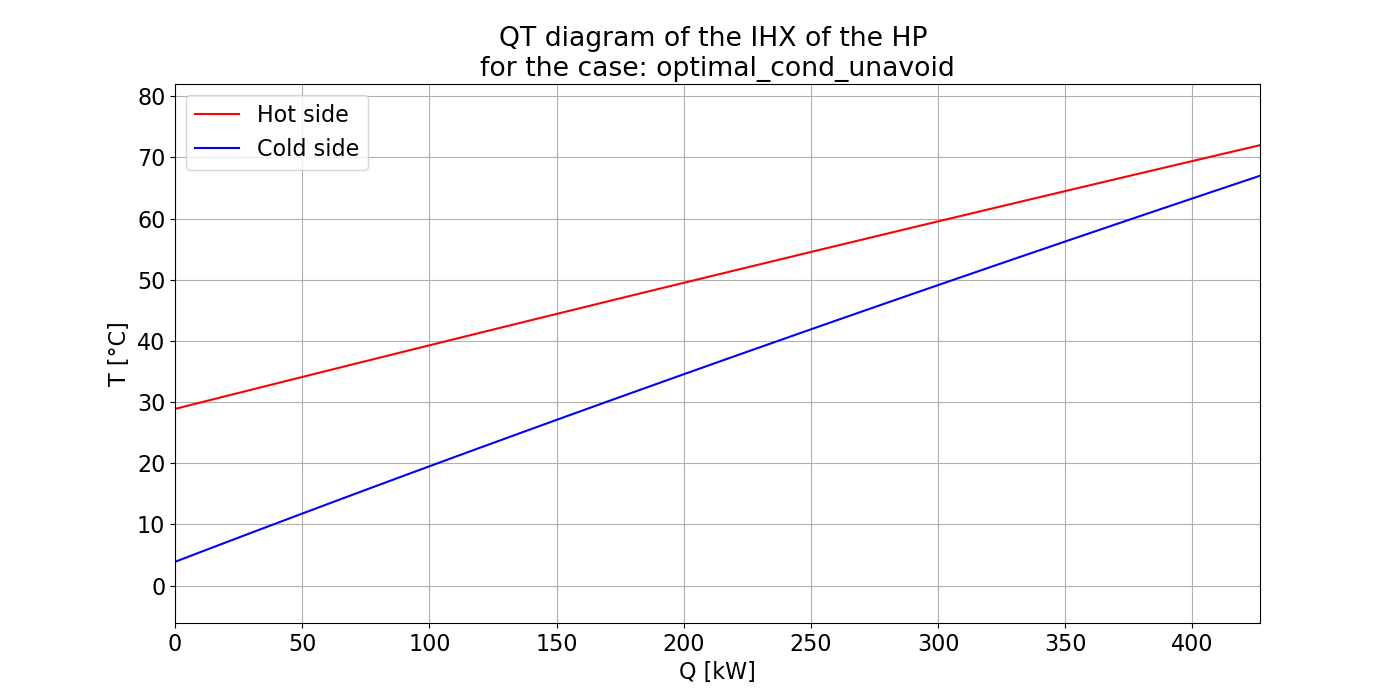 QT diagram of the IHX of the HP
for the case: optimal_cond_unavoid
Hot side
Cold side
T [°C]
80
70
60
50
40
30
20
10
0
0 50 100 150 200 250 300 350 400
Q [kW]